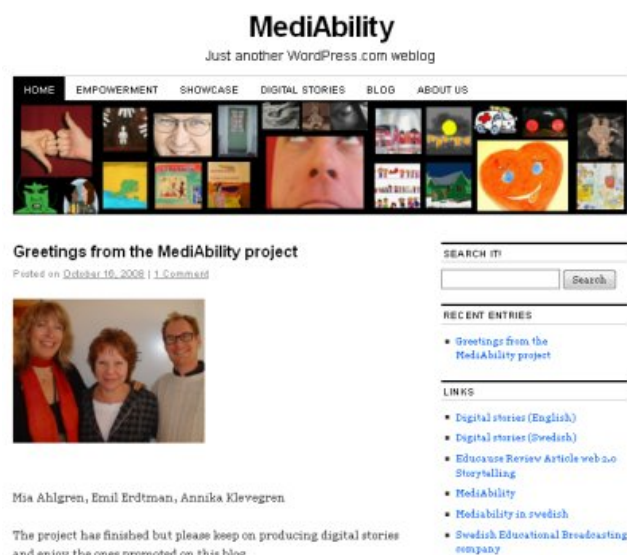 MediAbility
Just another WordPress.com weblog
HOME EMPOWERMENT SHOWCASE DIGITAL STORIES BLOG ABOUT US
Greetings from the MediAbility project
Posted on October 16, 2008 | 1 Comment
Mia Ahlgren, Emil Erdtman, Annika Klevegren
The project has finished but please keep on producing digital stories
and enjoy the ones promoted on this blog
SEARCH IT!
Search
RECENT ENTRIES
Greetings from the
MediAbility project
LINKS
Digital stories (English)
Digital stories (Swedish)
Educause Review Article web 2.0
Storytelling
MediAbility
Mediability in swedish
Swedish Educational Broadcasting
company